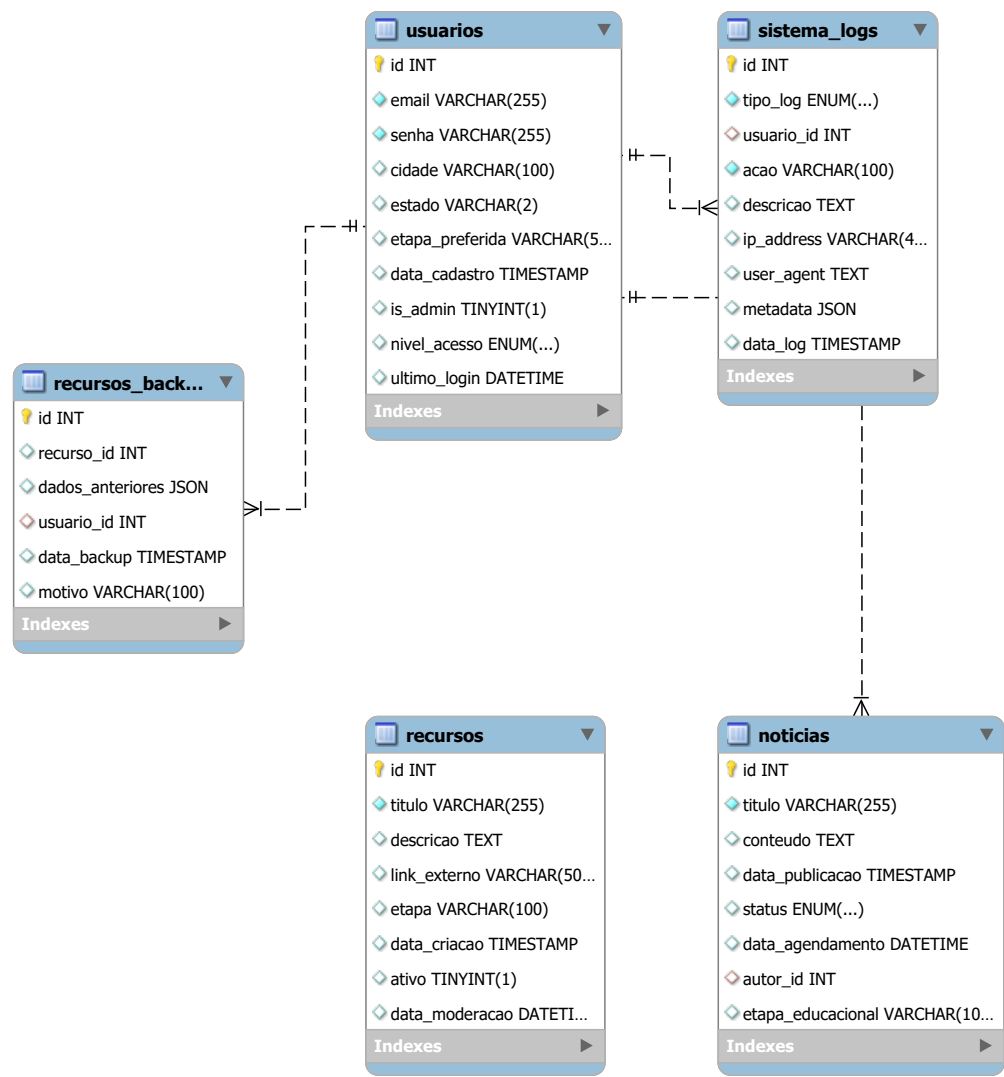 usuarios
id INT
email VARCHAR(255)
senha VARCHAR(255)
cidade VARCHAR(100)
estado VARCHAR(2)
etapa_preferida VARCHAR(5...
data_cadastro TIMESTAMP
is_admin TINYINT(1)
nivel_acesso ENUM(...)
ultimo_login DATETIME
Indexes
sistema_logs
id INT
tipo_log ENUM(...)
usuario_id INT
acao VARCHAR(100)
descricao TEXT
ip_address VARCHAR(4...
user_agent TEXT
metadata JSON
data_log TIMESTAMP
Indexes
recursos_back...
id INT
recurso_id INT
dados_anteriores JSON
usuario_id INT
data_backup TIMESTAMP
motivo VARCHAR(100)
Indexes
recursos
id INT
titulo VARCHAR(255)
descricao TEXT
link_externo VARCHAR(50...
etapa VARCHAR(100)
data_criacao TIMESTAMP
ativo TINYINT(1)
data_moderacao DATETI...
Indexes
noticias
id INT
titulo VARCHAR(255)
conteudo TEXT
data_publicacao TIMESTAMP
status ENUM(...)
data_agendamento DATETIME
autor_id INT
etapa_educacional VARCHAR(10...
Indexes